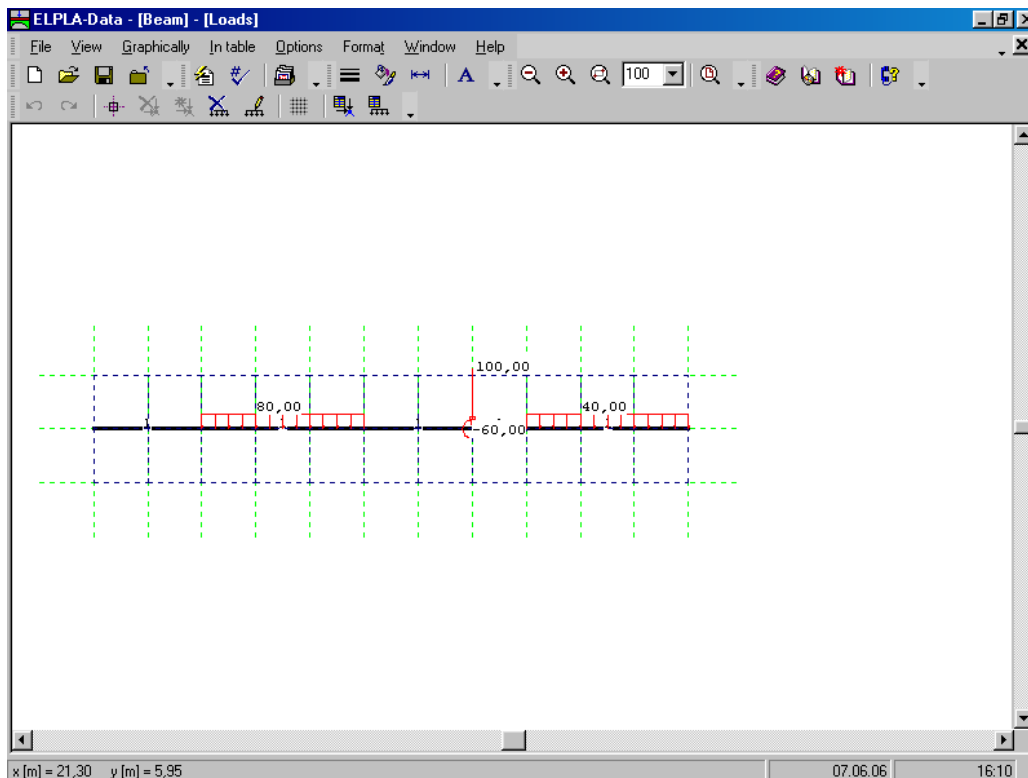 ELPLA-Data - [Beam] - [Loads]
File View Graphically In table Options Format Window Help
100
100,00
80,00
40,00
-60,00
x [m] = 21,30 y [m] = 5,95 07.06.06 16:10